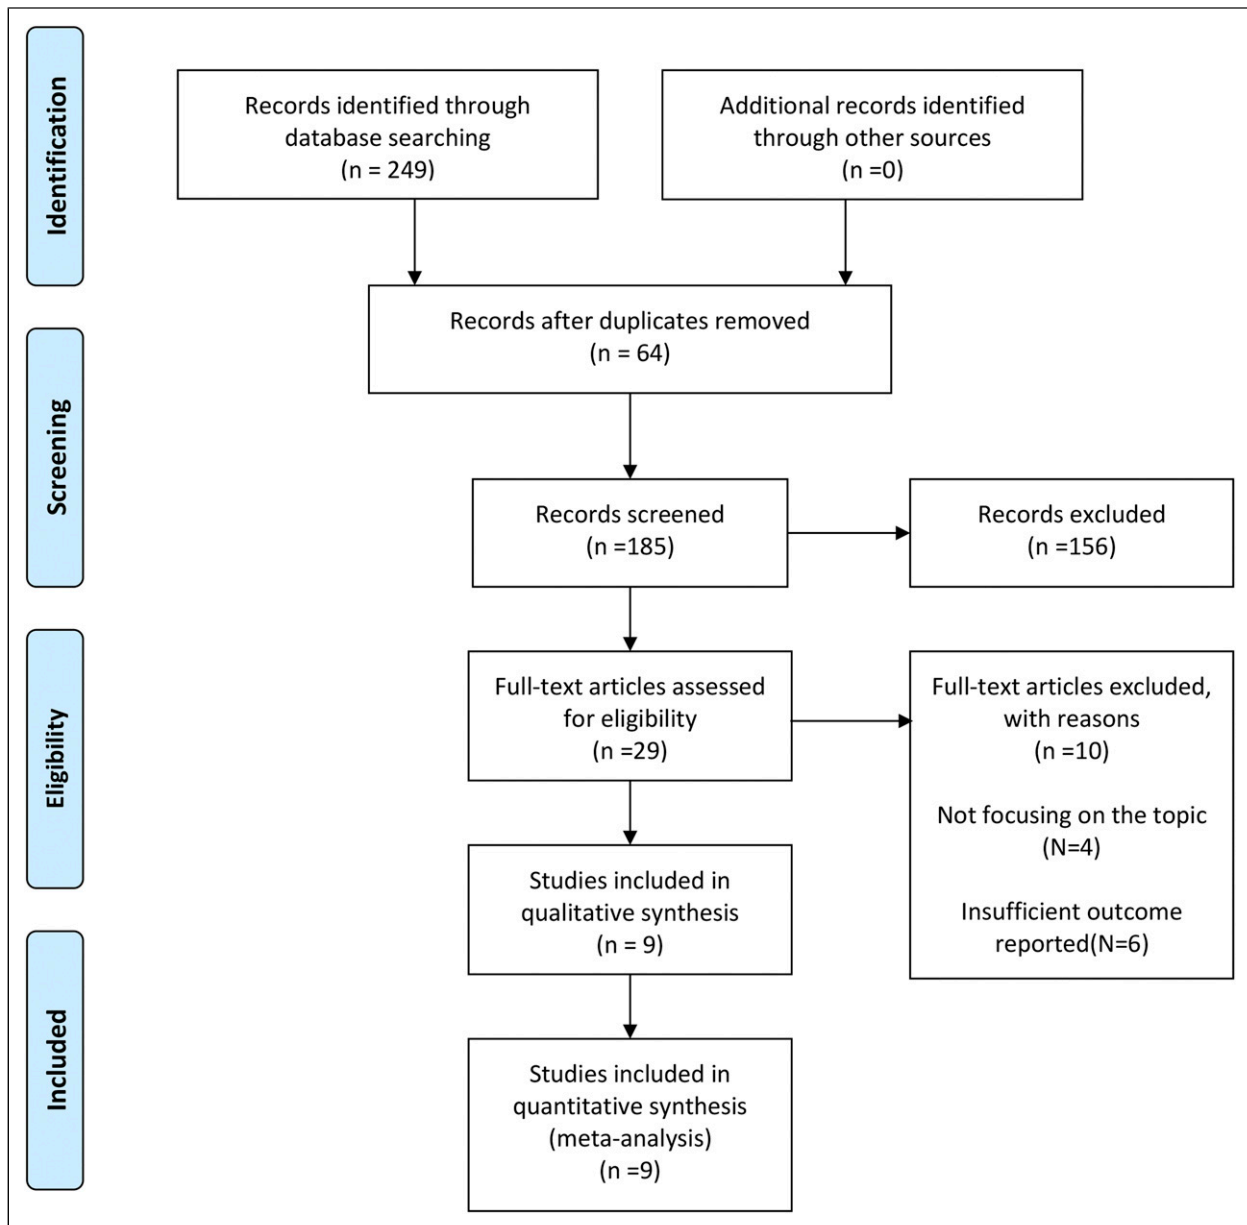 Identification
Records identified through
database searching
(n = 249)
Additional records identified
through other sources
(n =0)
Records after duplicates removed
(n = 64)
Screening
Records screened
(n =185)
Records excluded
(n =156)
Eligibility
Full-text articles assessed
for eligibility
(n =29)
Full-text articles excluded,
with reasons
(n =10)
Not focusing on the topic
(N=4)
Insufficient outcome
reported(N=6)
Studies included in
qualitative synthesis
(n = 9)
Included
Studies included in
quantitative synthesis
(meta-analysis)
(n =9)